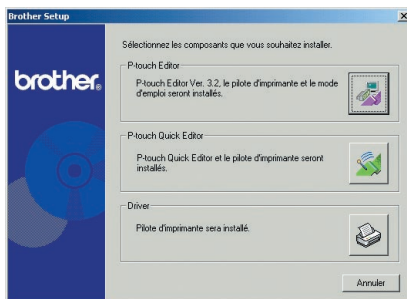 Brother Setup
Sélectionnez les composants que vous souhaitez installer.
brother®
P-touch Editor
P-touch Editor Ver. 3.2, le pilote d'imprimante et le mode
d'emploi seront installés.
P-touch Quick Editor
P-touch Quick Editor et le pilote d'imprimante seront
installés.
Driver
Pilote d'imprimante sera installé.
Annuler